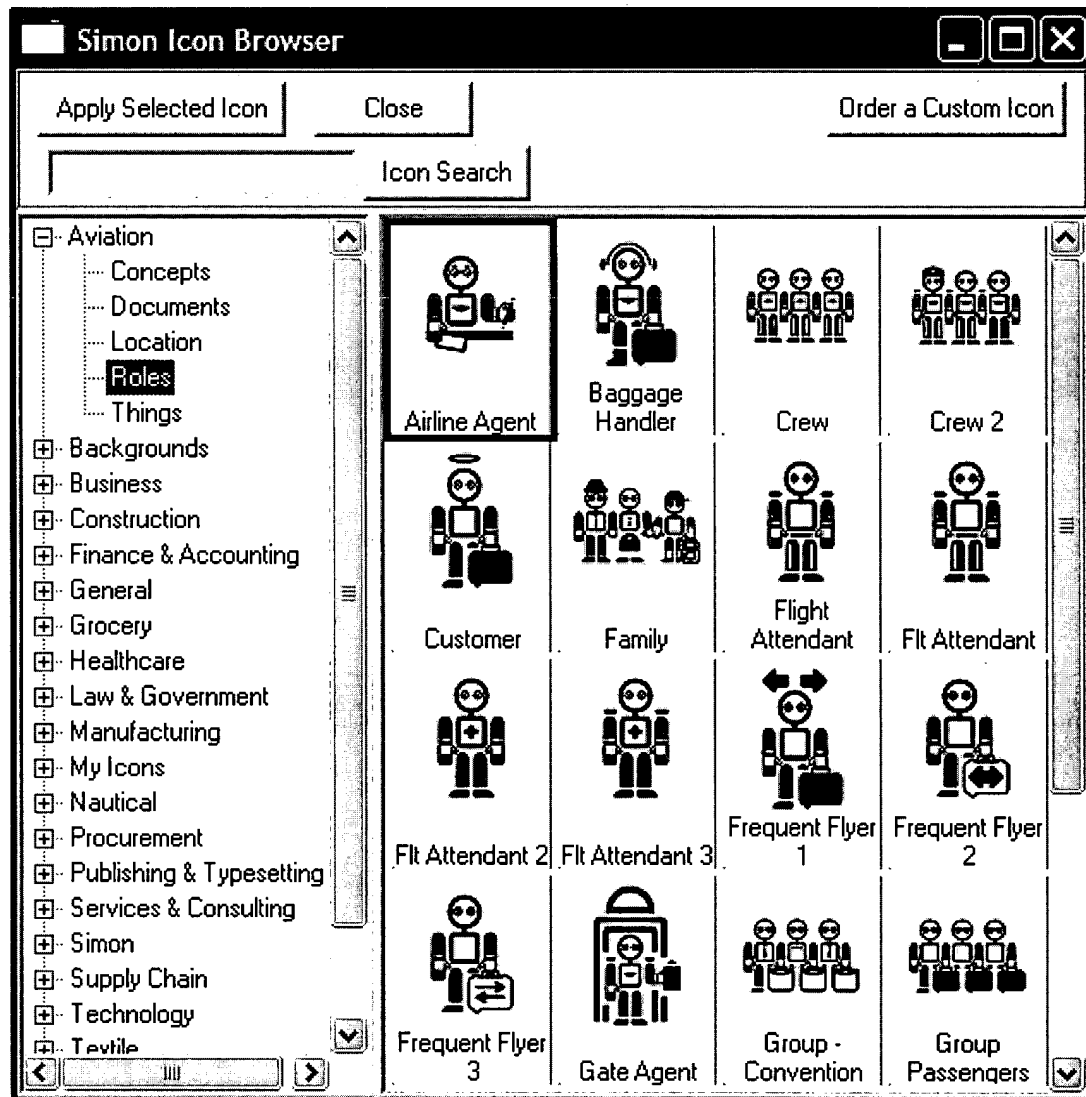 Simon Icon Browser
Apply Selected Icon
Close
Order a Custom Icon
Icon Search
Aviation
Concepts
Documents
Location
Roles
Things
Backgrounds
Business
Construction
Finance & Accounting
General
Grocery
Healthcare
Law & Government
Manufacturing
My Icons
Nautical
Procurement
Publishing & Typesetting
Services & Consulting
Simon
Supply Chain
Technology
Textile
Airline Agent
Baggage
Handler
Crew
Crew 2
Customer
Family
Flight
Attendant
Flt Attendant
Flt Attendant 2
Flt Attendant 3
Frequent Flyer
1
Frequent Flyer
2
Frequent Flyer
3
Gate Agent
Group -
Convention
Group
Passengers